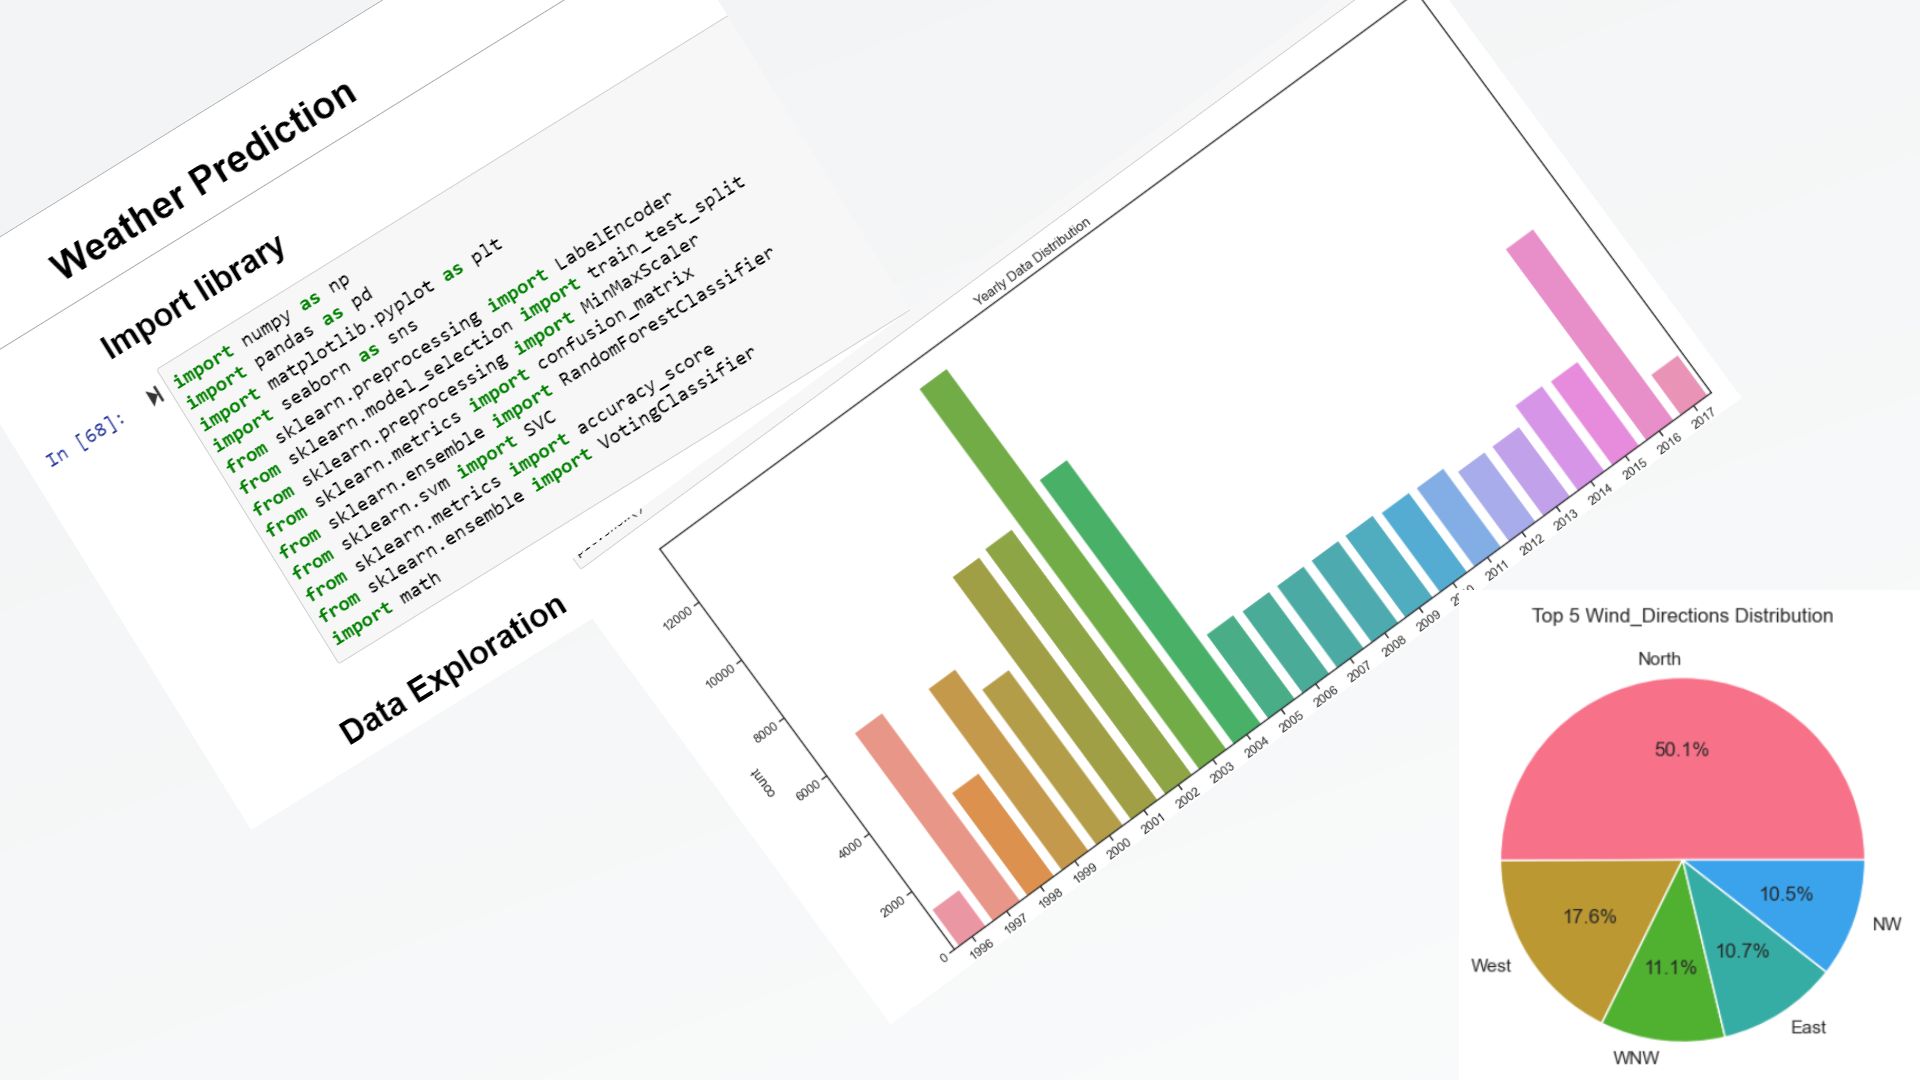 Weather Prediction
Import library
In [68]:
import numpy as np
import pandas as pd
import matplotlib.pyplot as plt
import seaborn as sns
from sklearn.preprocessing import LabelEncoder
from sklearn.model_selection import train_test_split
from sklearn.preprocessing import MinMaxScaler
from sklearn.metrics import confusion_matrix
from sklearn.ensemble import RandomForestClassifier
from sklearn.svm import SVC
from sklearn.metrics import accuracy_score
from sklearn.ensemble import VotingClassifier
import math
Data Exploration
Yearly Data Distribution
12000
10000
8000
6000
4000
2000
0
1996
1997
1998
1999
2000
2001
2002
2003
2004
2005
2006
2007
2008
2009
2011
2012
2013
2014
2015
2016
2017
Top 5 Wind_Directions Distribution
North
50.1%
17.6%
West
11.1%
WNW
10.7%
East
10.5%
NW